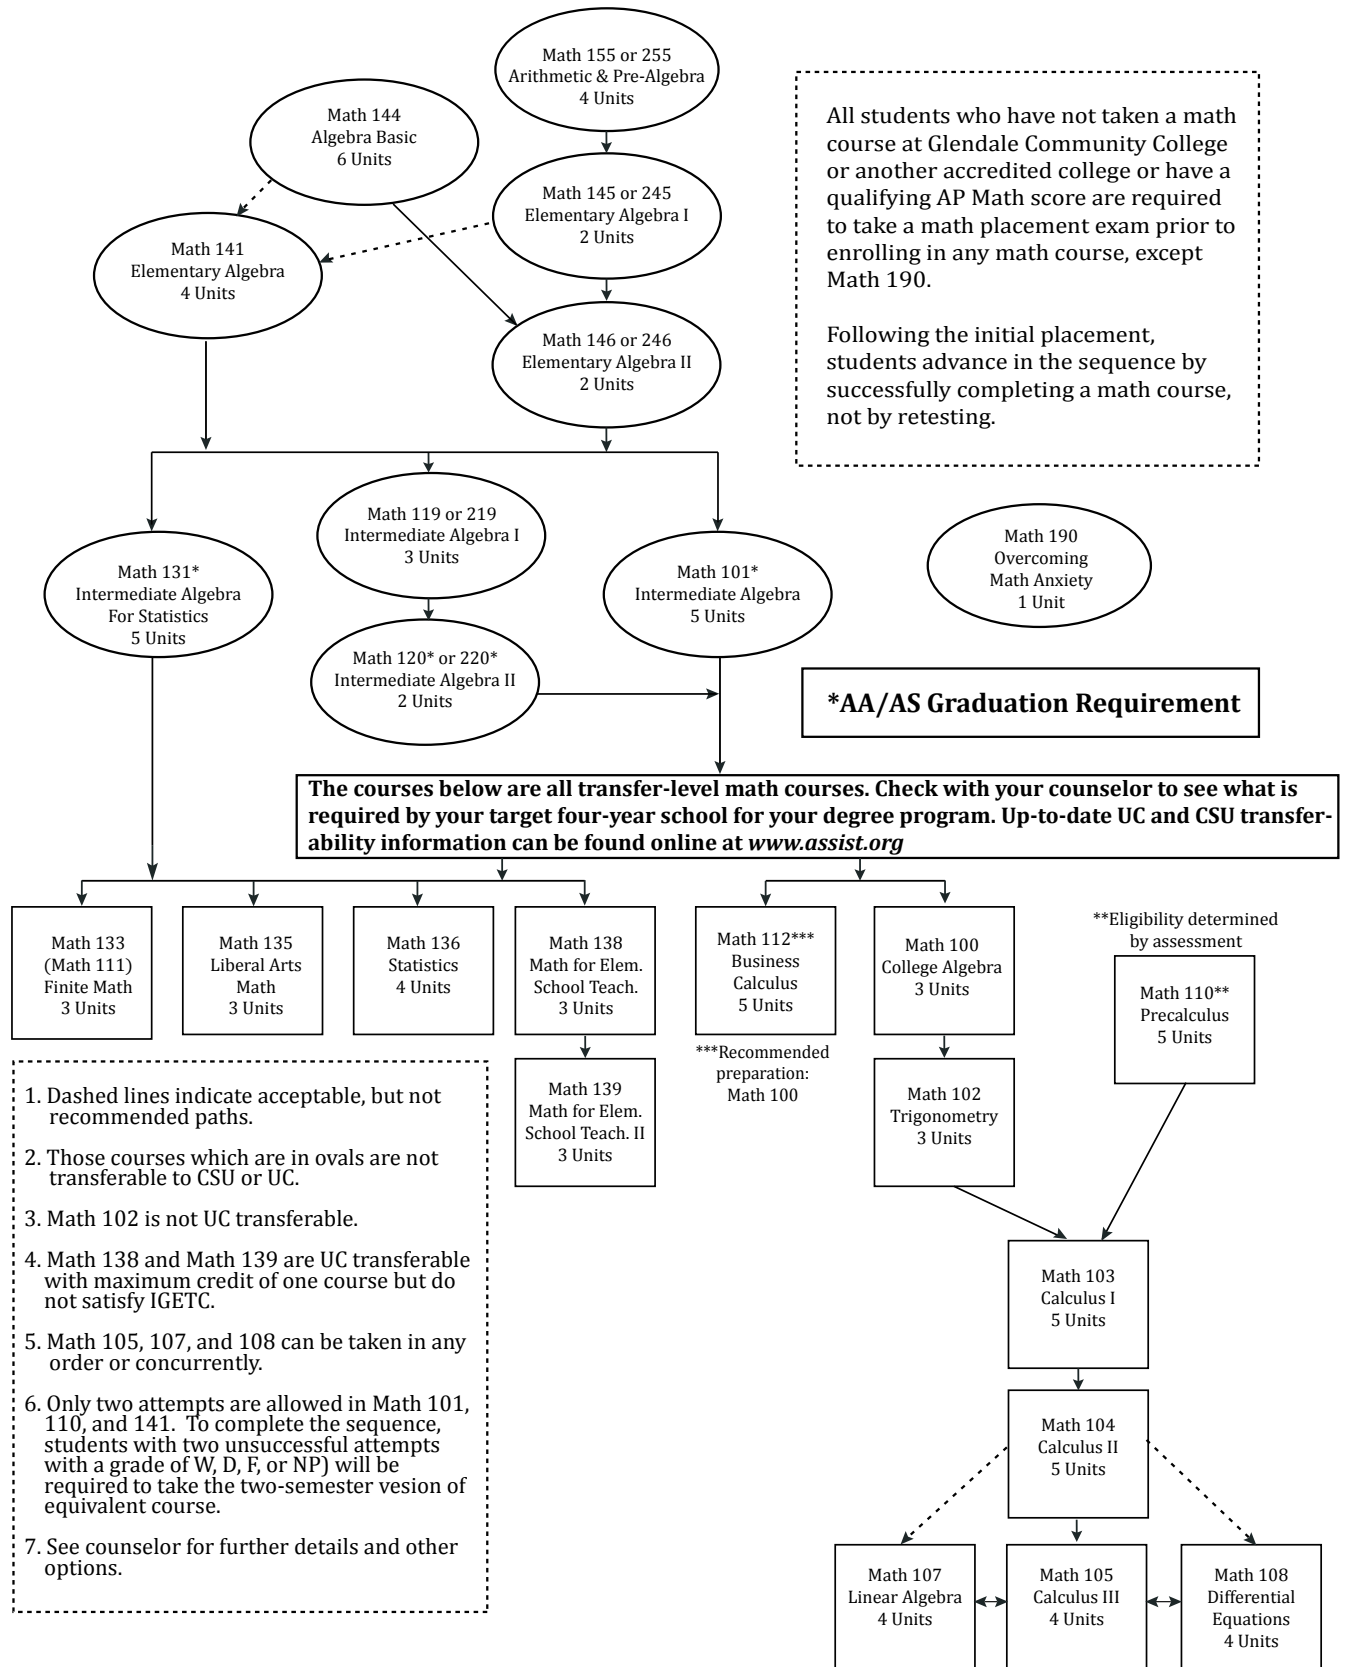 Math 155 or 255
Arithmetic & Pre-Algebra
4 Units
Math 144
Algebra Basic
6 Units
All students who have not taken a math
course at Glendale Community College
or another accredited college or have a
qualifying AP Math score are required
to take a math placement exam prior to
enrolling in any math course, except
Math 190.
Following the initial placement,
students advance in the sequence by
successfully completing a math course,
not by retesting.
Math 145 or 245
Elementary Algebra I
2 Units
Math 141
Elementary Algebra
4 Units
Math 146 or 246
Elementary Algebra II
2 Units
Math 119 or 219
Intermediate Algebra I
3 Units
Math 131*
Intermediate Algebra
For Statistics
5 Units
Math 101*
Intermediate Algebra
5 Units
Math 190
Overcoming
Math Anxiety
1 Unit
Math 120* or 220*
Intermediate Algebra II
2 Units
*AA/AS Graduation Requirement
The courses below are all transfer-level math courses. Check with your counselor to see what is
required by your target four-year school for your degree program. Up-to-date UC and CSU transfer-
ability information can be found online at www.assist.org
Math 133
(Math 111)
Finite Math
3 Units
Math 135
Liberal Arts
Math
3 Units
Math 136
Statistics
4 Units
Math 138
Math for Elem.
School Teach.
3 Units
Math 112***
Business
Calculus
5 Units
Math 100
College Algebra
3 Units
**Eligibility determined
by assessment
Math 110**
Precalculus
5 Units
***Recommended
preparation:
Math 100
Math 139
Math for Elem.
School Teach. II
3 Units
Math 102
Trigonometry
3 Units
1. Dashed lines indicate acceptable, but not
recommended paths.
2. Those courses which are in ovals are not
transferable to CSU or UC.
3. Math 102 is not UC transferable.
4. Math 138 and Math 139 are UC transferable
with maximum credit of one course but do
not satisfy IGETC.
5. Math 105, 107, and 108 can be taken in any
order or concurrently.
6. Only two attempts are allowed in Math 101,
110, and 141. To complete the sequence,
students with two unsuccessful attempts
with a grade of W, D, F, or NP) will be
required to take the two-semester vesion of
equivalent course.
7. See counselor for further details and other
options.
Math 103
Calculus I
5 Units
Math 104
Calculus II
5 Units
Math 107
Linear Algebra
4 Units
Math 105
Calculus III
4 Units
Math 108
Differential
Equations
4 Units